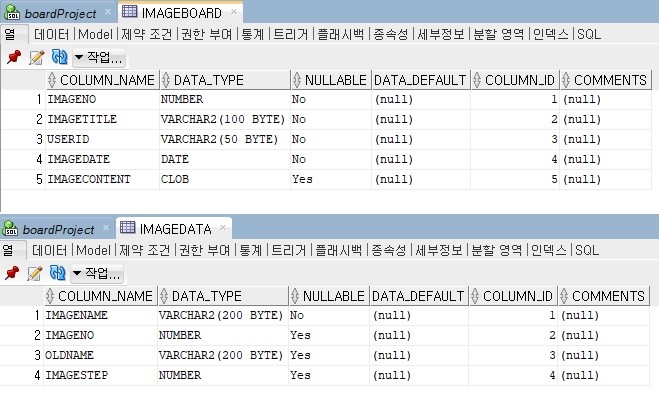 boardProject IMAGEBOARD
열 데이터 Model 제약 조건 권한 부여 통계 트리거 플래시백 종속성 세부정보 분할 영역 인덱스 SQL
작업...
COLUMN_NAME DATA_TYPE NULLABLE DATA_DEFAULT COLUMN_ID COMMENTS
1 IMAGENO NUMBER No (null) 1 (null)
2 IMAGETITLE VARCHAR2(100 BYTE) No (null) 2 (null)
3 USERID VARCHAR2(50 BYTE) No (null) 3 (null)
4 IMAGEDATE DATE No (null) 4 (null)
5 IMAGECONTENT CLOB Yes (null) 5 (null)
boardProject IMAGEDATA
열 데이터 Model 제약 조건 권한 부여 통계 트리거 플래시백 종속성 세부정보 분할 영역 인덱스 SQL
작업...
COLUMN_NAME DATA_TYPE NULLABLE DATA_DEFAULT COLUMN_ID COMMENTS
1 IMAGENAME VARCHAR2(200 BYTE) No (null) 1 (null)
2 IMAGENO NUMBER Yes (null) 2 (null)
3 OLDNAME VARCHAR2(200 BYTE) Yes (null) 3 (null)
4 IMAGESTEP NUMBER Yes (null) 4 (null)